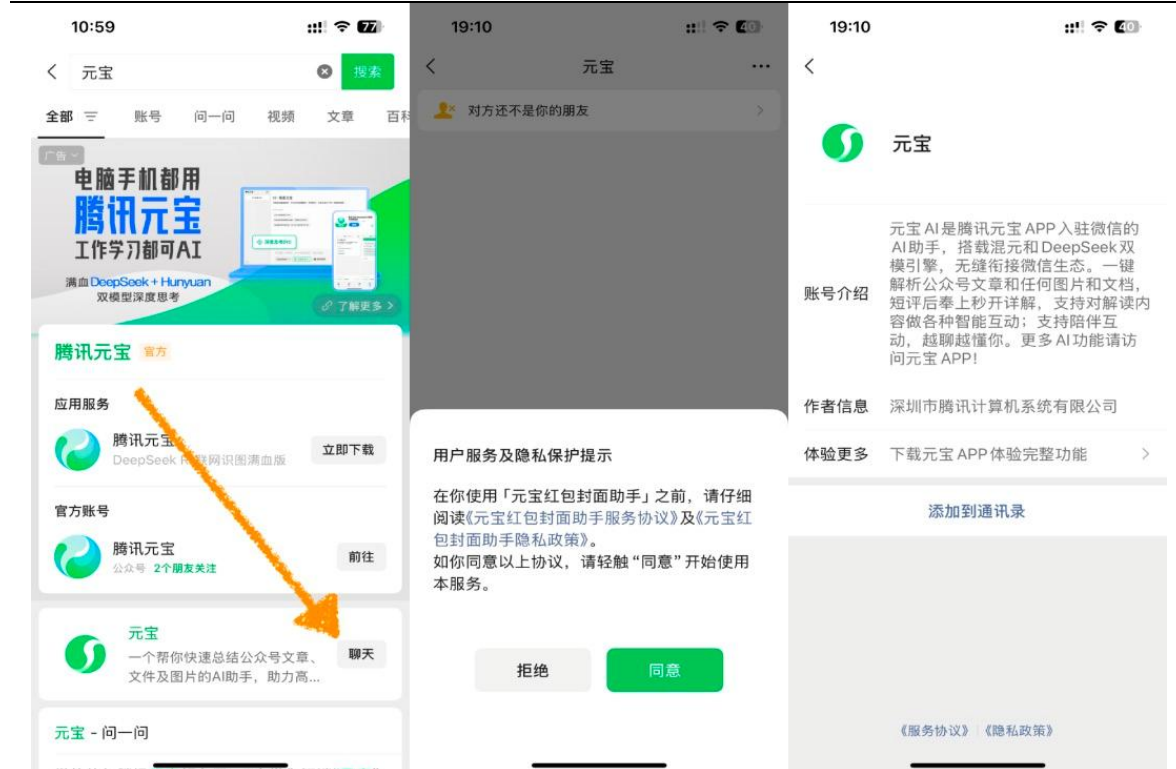 10:59
77
元宝
搜索
全部
账号
问一问
视频
文章
百科
广告
电脑手机都用
腾讯元宝
工作学习都可AI
满血DeepSeek + Hunyuan
双模型深度思考
了解更多
腾讯元宝 官方
应用服务
腾讯元宝
DeepSeek R 联网识图满血版
立即下载
官方账号
腾讯元宝
公众号 2个朋友关注
前往
元宝
一个帮你快速总结公众号文章、
文件及图片的AI助手，助力高...
聊天
元宝 - 问一问
19:10
40
元宝
对方还不是你的朋友
用户服务及隐私保护提示
在你使用「元宝红包封面助手」之前，请仔细
阅读《元宝红包封面助手服务协议》及《元宝红
包封面助手隐私政策》。
如你同意以上协议，请轻触“同意”开始使用
本服务。
拒绝
同意
19:10
40
元宝
账号介绍
元宝AI是腾讯元宝APP入驻微信的
AI助手，搭载混元和DeepSeek双
模引擎，无缝衔接微信生态。一键
解析公众号文章和任何图片和文档，
短评后奉上秒开详解，支持对解读内
容做各种智能互动；支持陪伴互
动，越聊越懂你。更多AI功能请访
问元宝APP！
作者信息
深圳市腾讯计算机系统有限公司
体验更多
下载元宝APP体验完整功能
添加到通讯录
《服务协议》
《隐私政策》